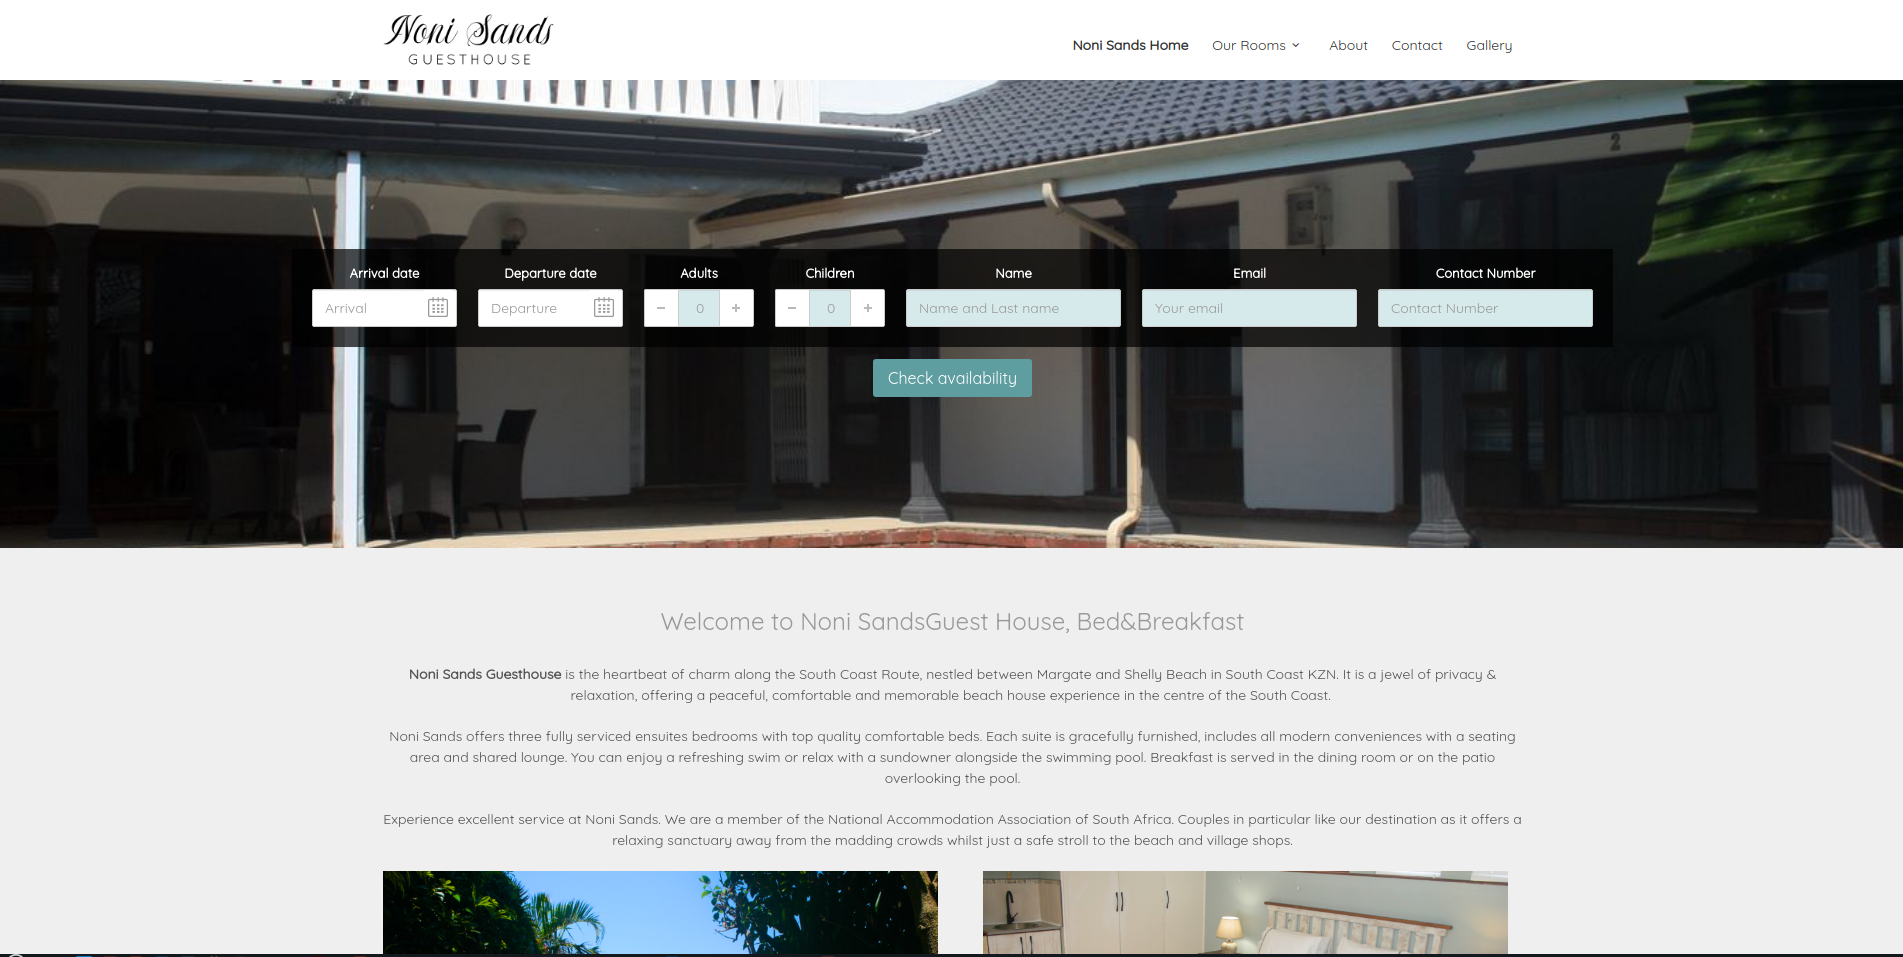 Noni Sands
GUESTHOUSE
Noni Sands Home
Our Rooms
About
Contact
Gallery
2
Arrival date
Departure date
Adults
Children
Name
Email
Contact Number
Arrival
Departure
− 0 +
− 0 +
Name and Last name
Your email
Contact Number
Check availability
Welcome to Noni SandsGuest House, Bed&Breakfast
Noni Sands Guesthouse is the heartbeat of charm along the South Coast Route, nestled between Margate and Shelly Beach in South Coast KZN. It is a jewel of privacy &
relaxation, offering a peaceful, comfortable and memorable beach house experience in the centre of the South Coast.
Noni Sands offers three fully serviced ensuites bedrooms with top quality comfortable beds. Each suite is gracefully furnished, includes all modern conveniences with a seating
area and shared lounge. You can enjoy a refreshing swim or relax with a sundowner alongside the swimming pool. Breakfast is served in the dining room or on the patio
overlooking the pool.
Experience excellent service at Noni Sands. We are a member of the National Accommodation Association of South Africa. Couples in particular like our destination as it offers a
relaxing sanctuary away from the madding crowds whilst just a safe stroll to the beach and village shops.